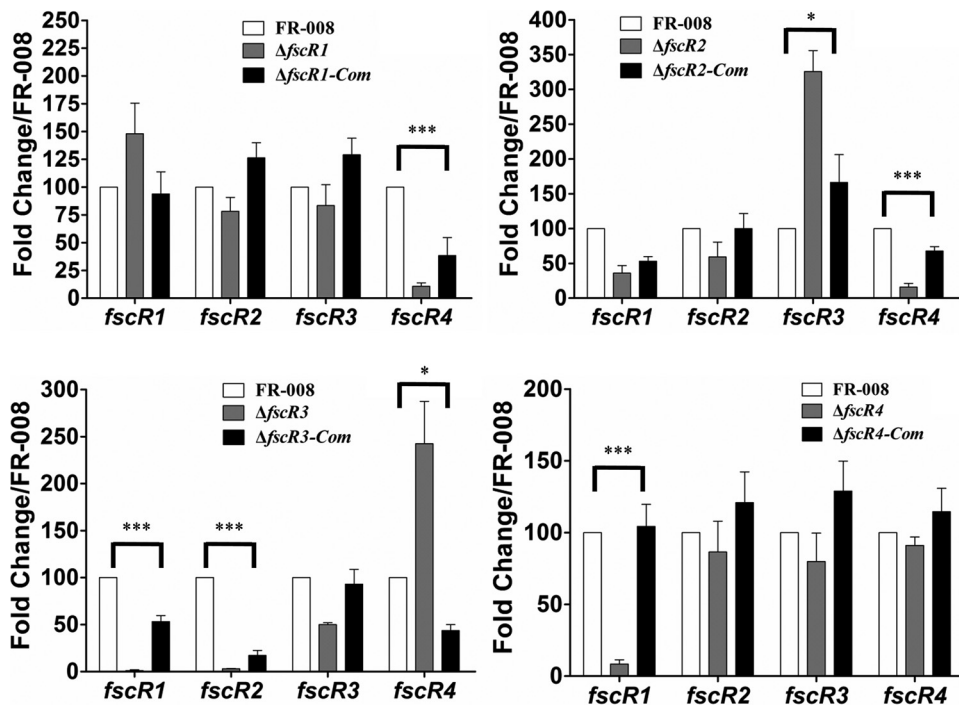 FR-008
ΔfscR1
ΔfscR1-Com
Fold Change/FR-008
250
225
200
175
150
125
100
75
50
25
0
***
fscR1 fscR2 fscR3 fscR4
FR-008
ΔfscR2
ΔfscR2-Com
Fold Change/FR-008
400
350
300
250
200
150
100
50
0
*
***
fscR1 fscR2 fscR3 fscR4
FR-008
ΔfscR3
ΔfscR3-Com
Fold Change/FR-008
300
250
200
150
100
50
0
***
***
*
fscR1 fscR2 fscR3 fscR4
FR-008
ΔfscR4
ΔfscR4-Com
Fold Change/FR-008
200
150
100
50
0
***
fscR1 fscR2 fscR3 fscR4